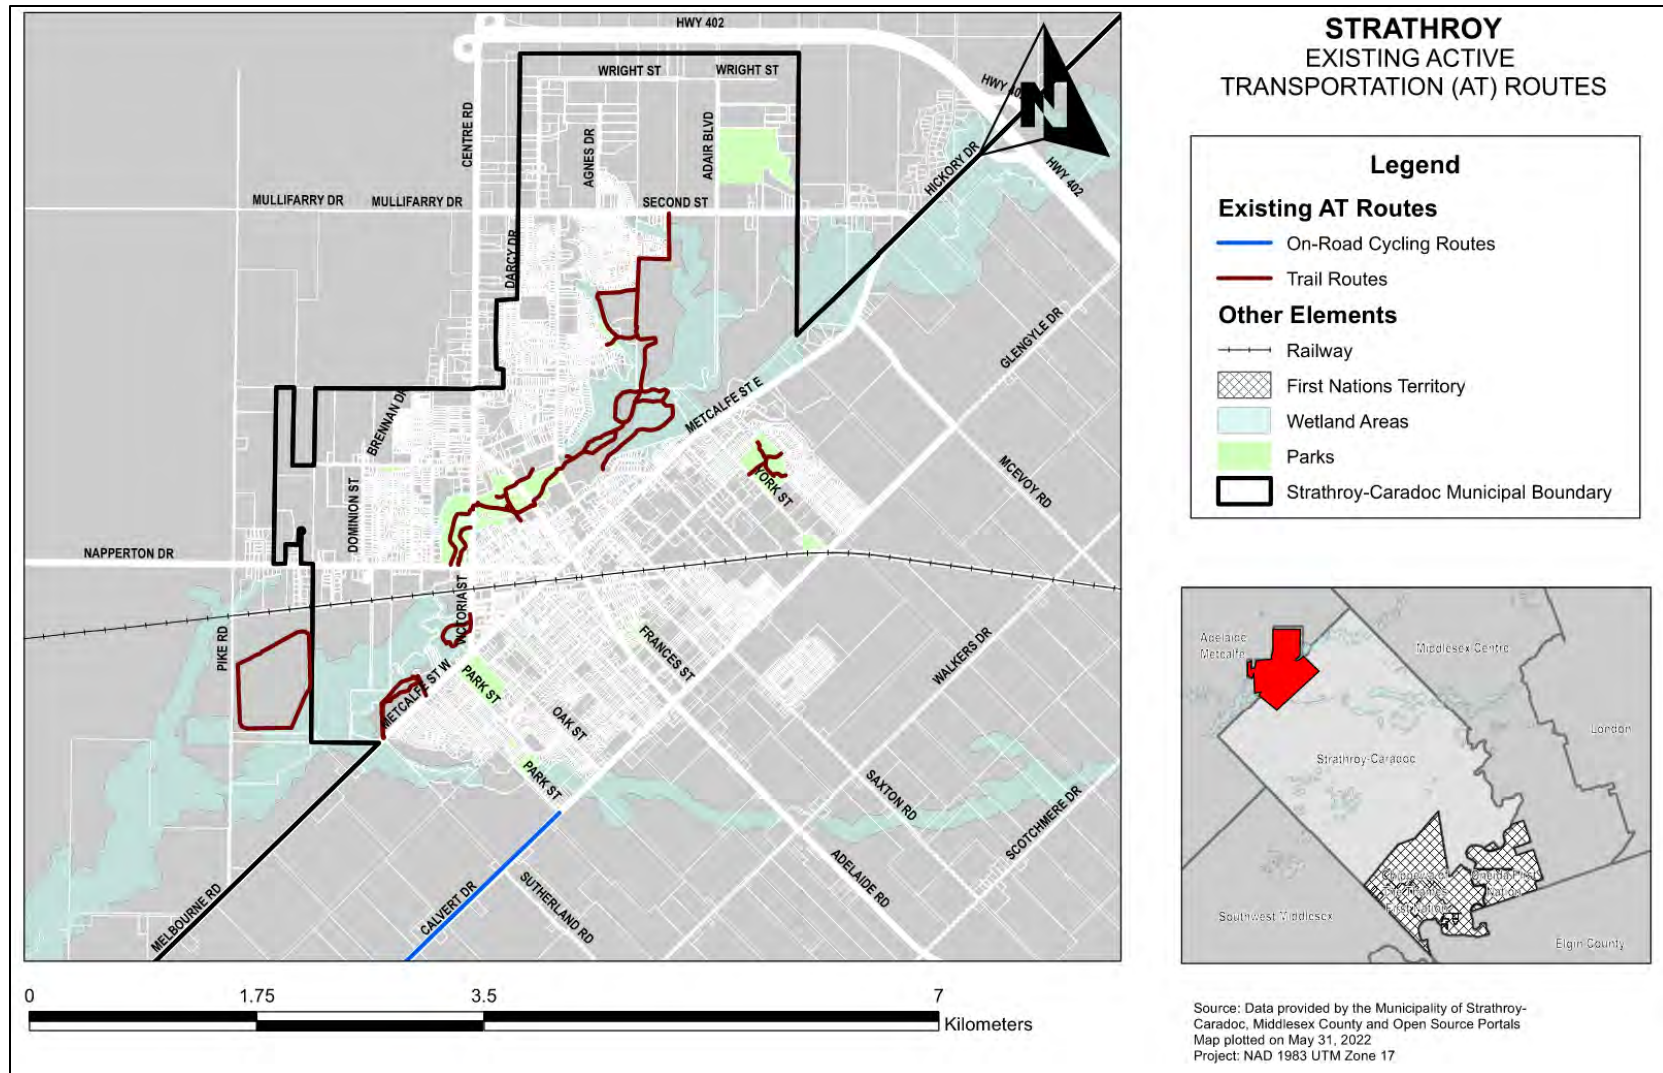 STRATHROY
EXISTING ACTIVE
TRANSPORTATION (AT) ROUTES
Legend
Existing AT Routes
On-Road Cycling Routes
Trail Routes
Other Elements
Railway
First Nations Territory
Wetland Areas
Parks
Strathroy-Caradoc Municipal Boundary
HWY 402
WRIGHT ST
WRIGHT ST
HWY
N
CENTRE RD
AGNES DR
ADAIR BLVD
HICKORY DR
HWY 402
MULLIFARRY DR
MULLIFARRY DR
SECOND ST
DARCY DR
GLENGYLE DR
BRENNAN DR
METCALFE ST E
MCEVOY RD
YORK ST
DOMINION ST
NAPPERTON DR
VICTORIA ST
PIKE RD
FRANCES ST
WALKERS DR
PARK ST
METCALFE ST W
OAK ST
PARK ST
SAXTON RD
SCOTCHMERE DR
ADELAIDE RD
SUTHERLAND RD
CALVERT DR
MELBOURNE RD
0
1.75
3.5
7
Kilometers
Adelaide
Metcalfe
Middlesex Centre
London
Strathroy-Caradoc
Southwest Middlesex
Elgin County
Source: Data provided by the Municipality of Strathroy-
Caradoc, Middlesex County and Open Source Portals
Map plotted on May 31, 2022
Project: NAD 1983 UTM Zone 17